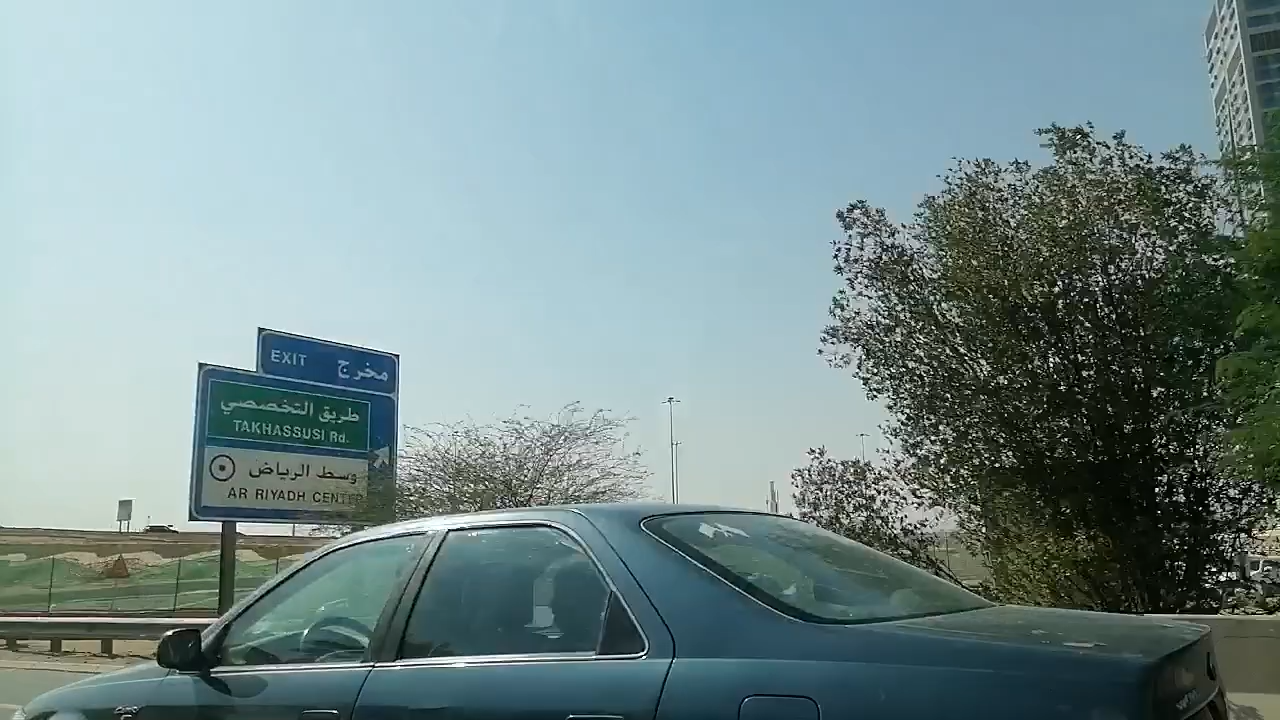 EXIT مخرج
طريق التخصصي
TAKHASSUSI Rd.
وسط الرياض
AR RIYADH CENTER